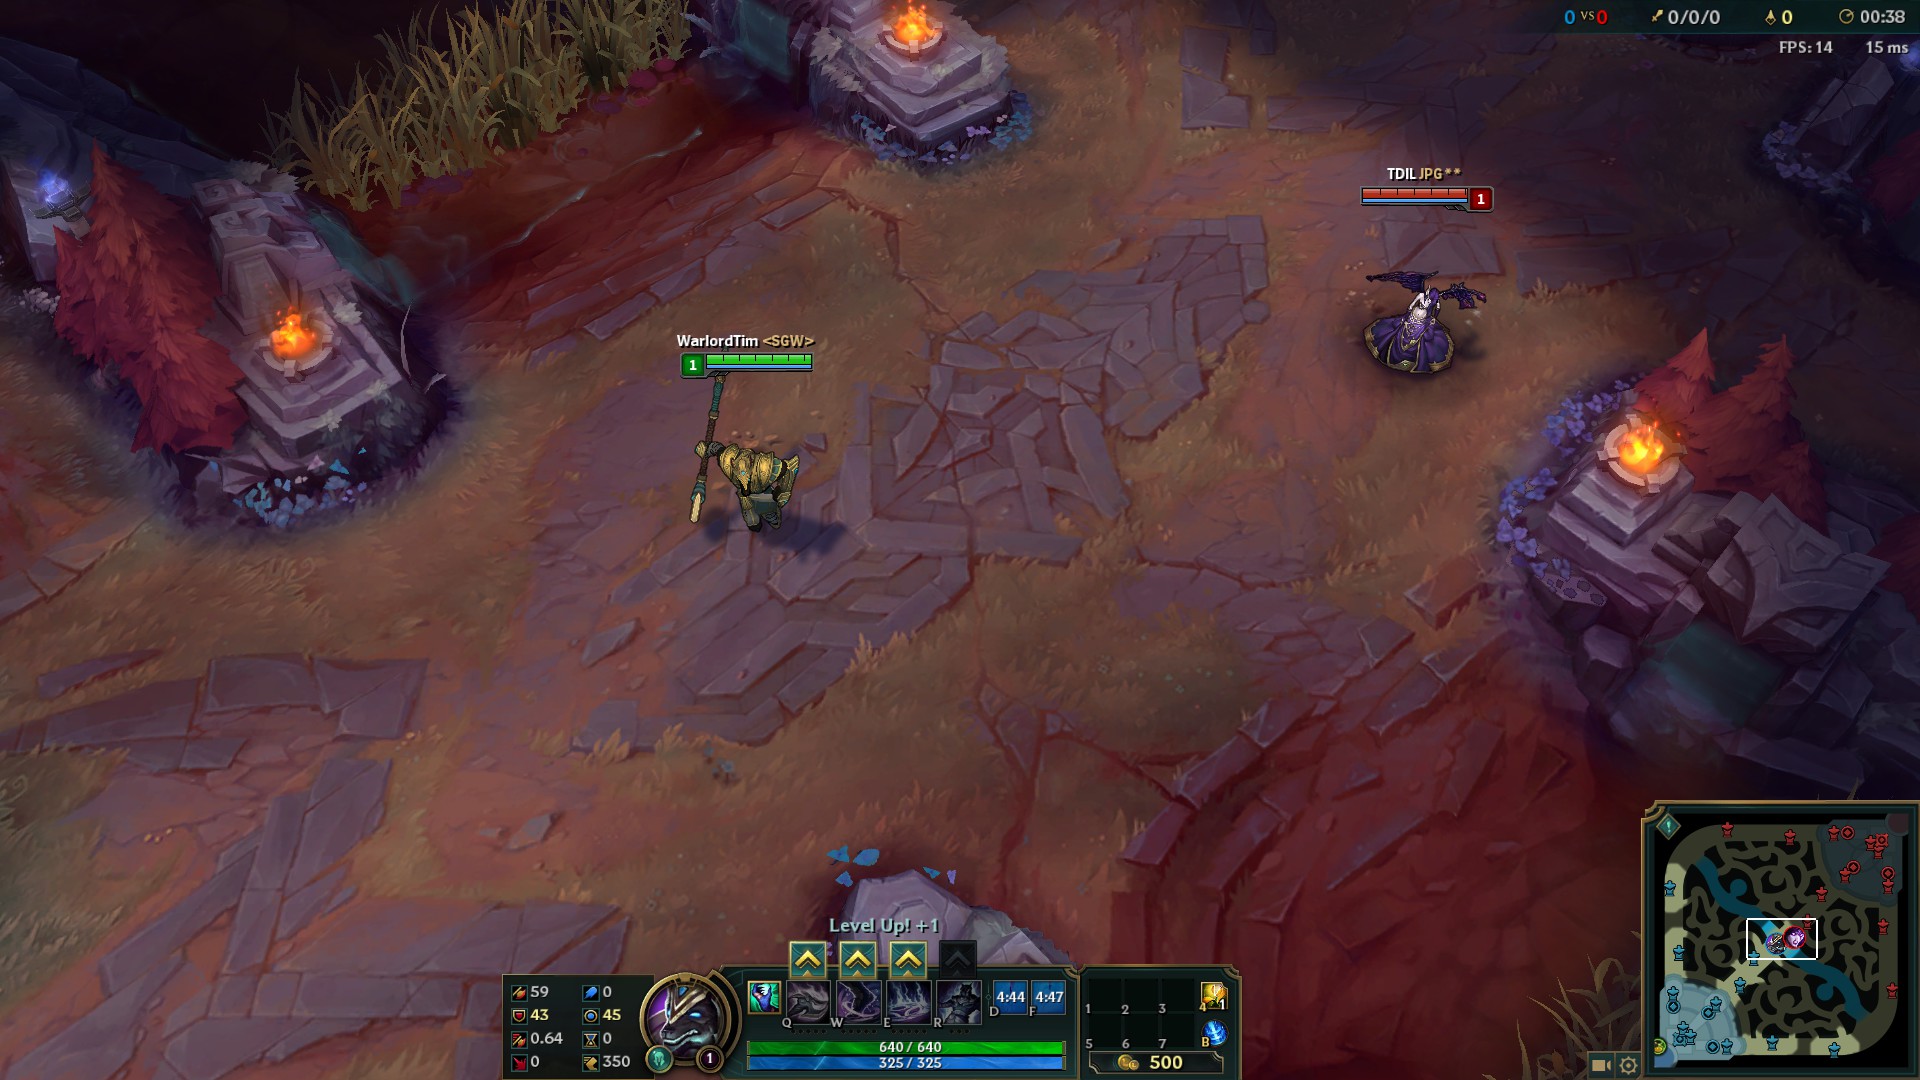 0 VS 0 0/0/0 0 00:38
FPS: 14 15 ms
TDIL JPG**
1
WarlordTim <SGW>
1
Level Up! +1
59 0
43 45
0.64 0
0 350
1
Q W E R
4:44 4:47
D F
640 / 640
325 / 325
1 2 3 4 1
5 6 7 B
500